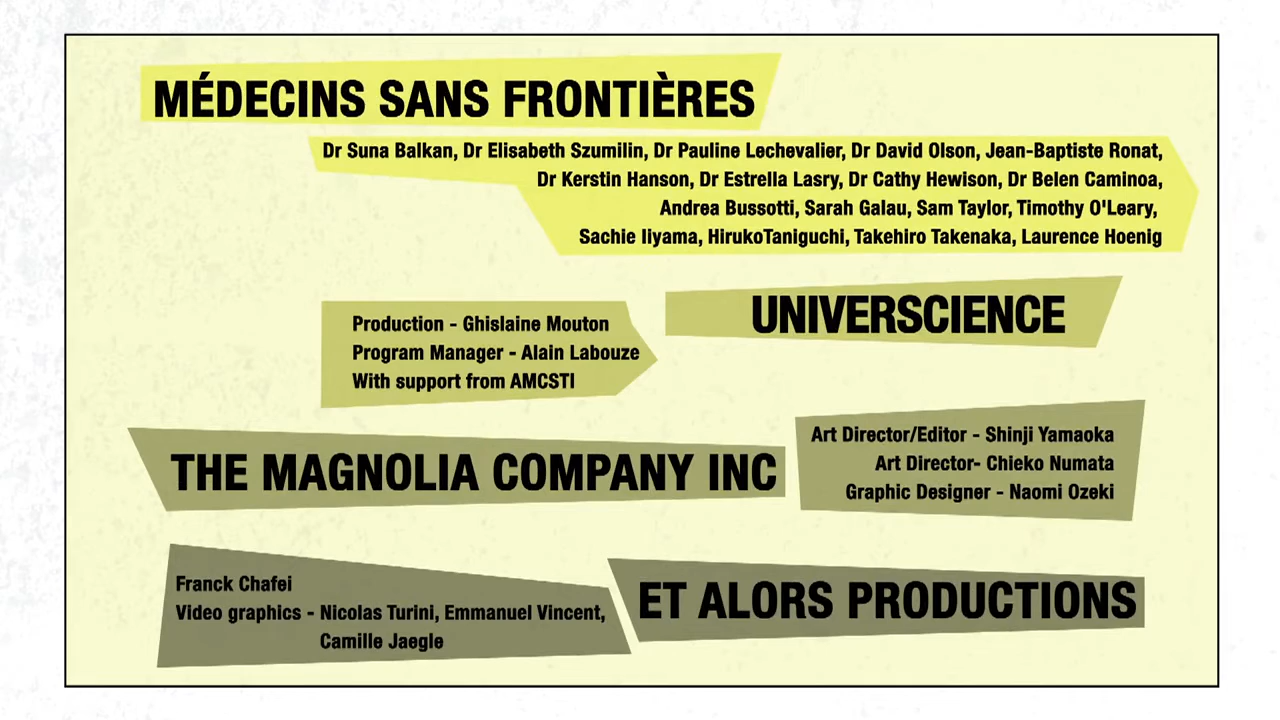 MÉDECINS SANS FRONTIÈRES
Dr Suna Balkan, Dr Elisabeth Szumilin, Dr Pauline Lechevalier, Dr David Olson, Jean-Baptiste Ronat,
Dr Kerstin Hanson, Dr Estrella Lasry, Dr Cathy Hewison, Dr Belen Caminoa,
Andrea Bussotti, Sarah Galau, Sam Taylor, Timothy O'Leary,
Sachie Iiyama, HirukoTaniguchi, Takehiro Takenaka, Laurence Hoenig
UNIVERSCIENCE
Production - Ghislaine Mouton
Program Manager - Alain Labouze
With support from AMCSTI
THE MAGNOLIA COMPANY INC
Art Director/Editor - Shinji Yamaoka
Art Director- Chieko Numata
Graphic Designer - Naomi Ozeki
ET ALORS PRODUCTIONS
Franck Chafei
Video graphics - Nicolas Turini, Emmanuel Vincent,
Camille Jaegle